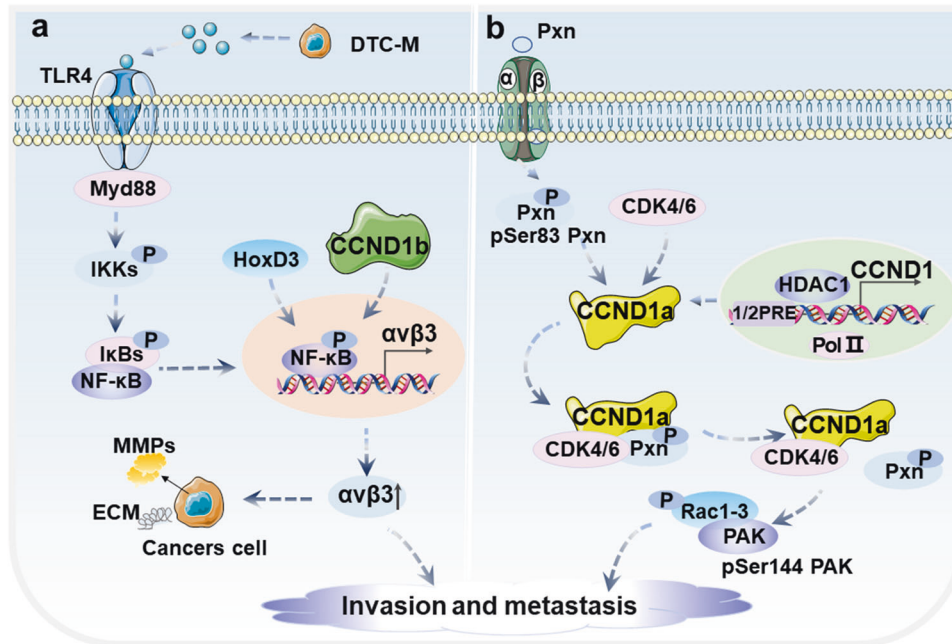 a
DTC-M
TLR4
Myd88
P
IKKs
HoxD3
CCND1b
P
IκBs
NF-κB
P
NF-κB
αvβ3
MMPs
ECM
Cancers cell
αvβ3
b
Pxn
α
β
P
Pxn
pSer83 Pxn
CDK4/6
CCND1a
HDAC1
CCND1
1/2PRE
Pol II
CCND1a
CDK4/6
Pxn
P
CCND1a
CDK4/6
P
Pxn
P
Rac1-3
PAK
pSer144 PAK
Invasion and metastasis